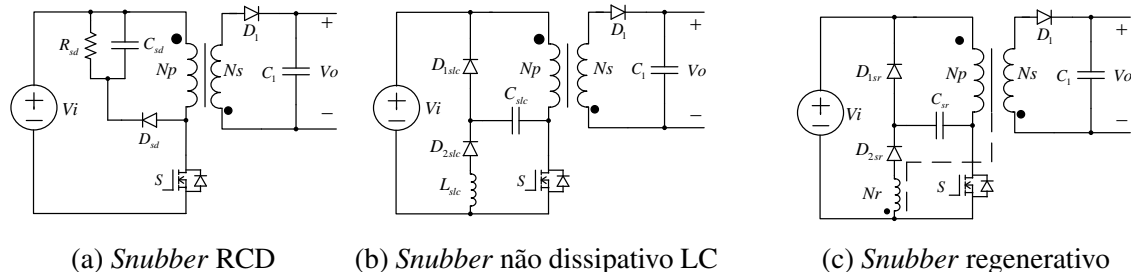 R_sd
C_sd
Np
Ns
D_1
C_1
Vo
+
−
+
−
Vi
D_sd
S
(a) Snubber RCD
D_1slc
C_slc
Np
Ns
D_1
C_1
Vo
+
−
+
−
Vi
D_2slc
L_slc
S
(b) Snubber não dissipativo LC
D_1sr
C_sr
Np
Ns
D_1
C_1
Vo
+
−
+
−
Vi
D_2sr
Nr
S
(c) Snubber regenerativo